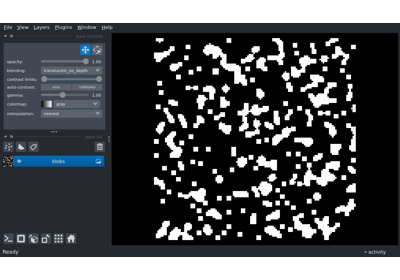 File View Layers Plugins Window Help
opacity: 1.00
blending: translucent_no_depth
contrast limits:
auto-contrast: once continuous
gamma: 1.00
colormap: gray
interpolation: nearest
blobs
Ready
activity